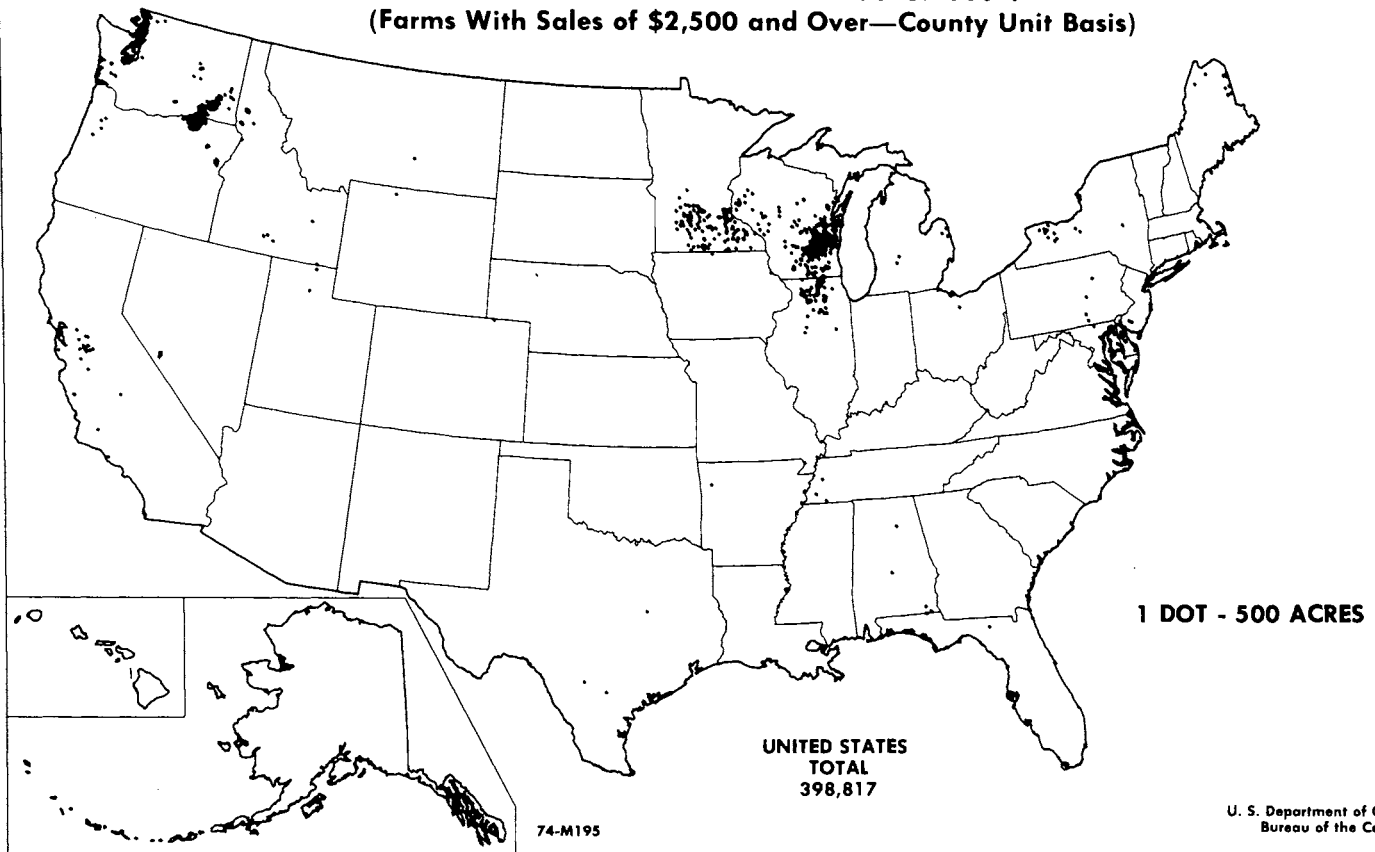 (Farms With Sales of $2,500 and Over—County Unit Basis)
1 DOT - 500 ACRES
UNITED STATES
TOTAL
398,817
74-M195
U. S. Department of
Bureau of the